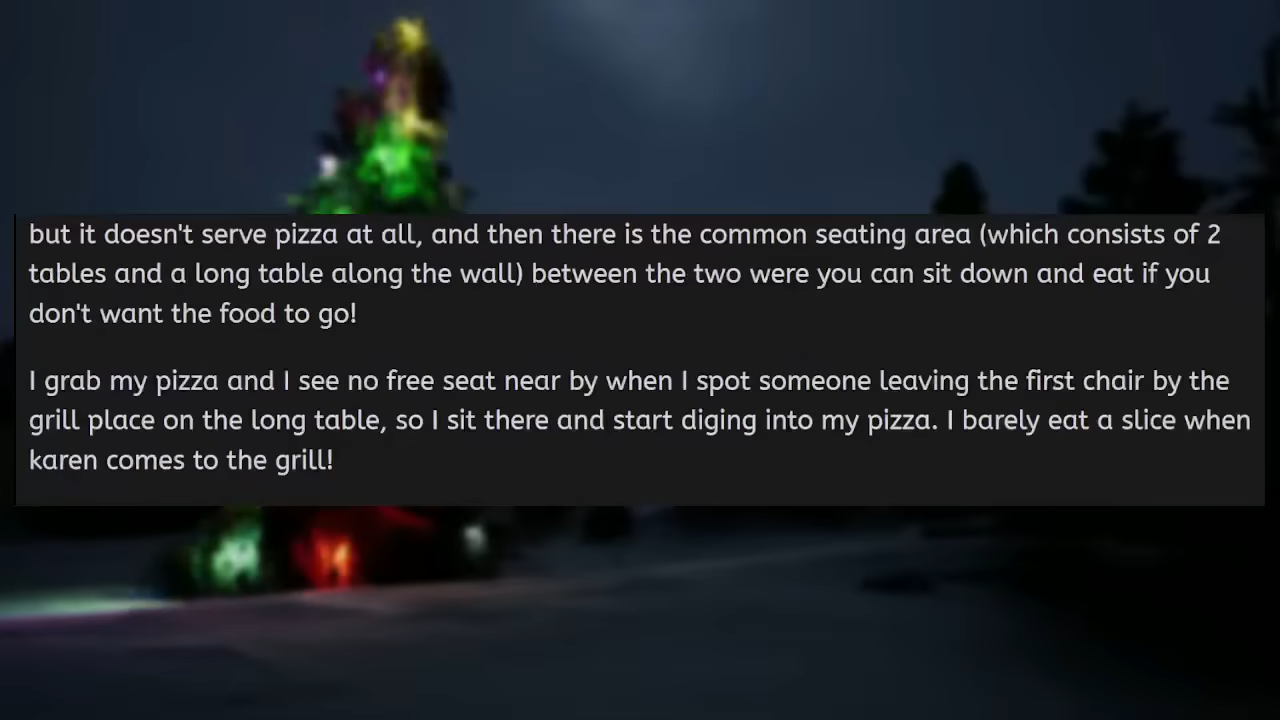 but it doesn't serve pizza at all, and then there is the common seating area (which consists of 2
tables and a long table along the wall) between the two were you can sit down and eat if you
don't want the food to go!
I grab my pizza and I see no free seat near by when I spot someone leaving the first chair by the
grill place on the long table, so I sit there and start diging into my pizza. I barely eat a slice when
karen comes to the grill!